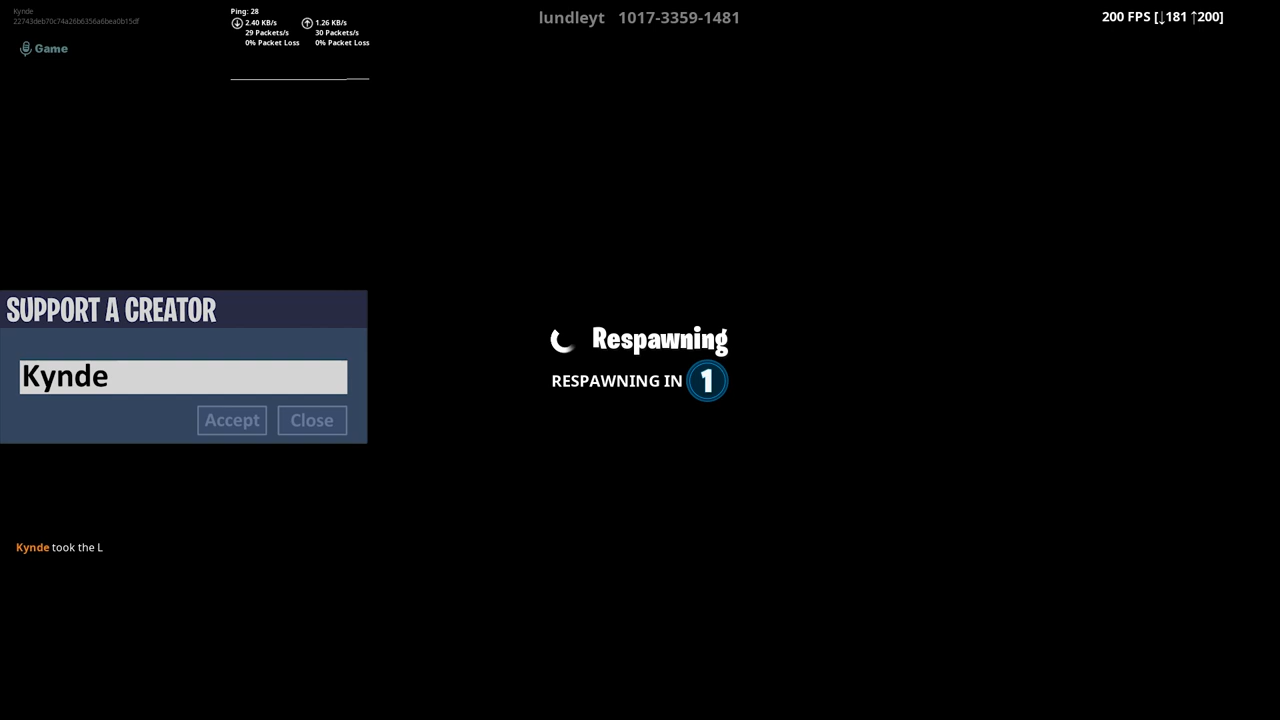 Kynde
22743deb70c74a26b6356a6bea0b15df
Game
Ping: 28
2.40 KB/s 1.26 KB/s
29 Packets/s 30 Packets/s
0% Packet Loss 0% Packet Loss
lundleyt 1017-3359-1481
200 FPS [↓181 ↑200]
SUPPORT A CREATOR
Kynde
Accept Close
Respawning
RESPAWNING IN 1
Kynde took the L